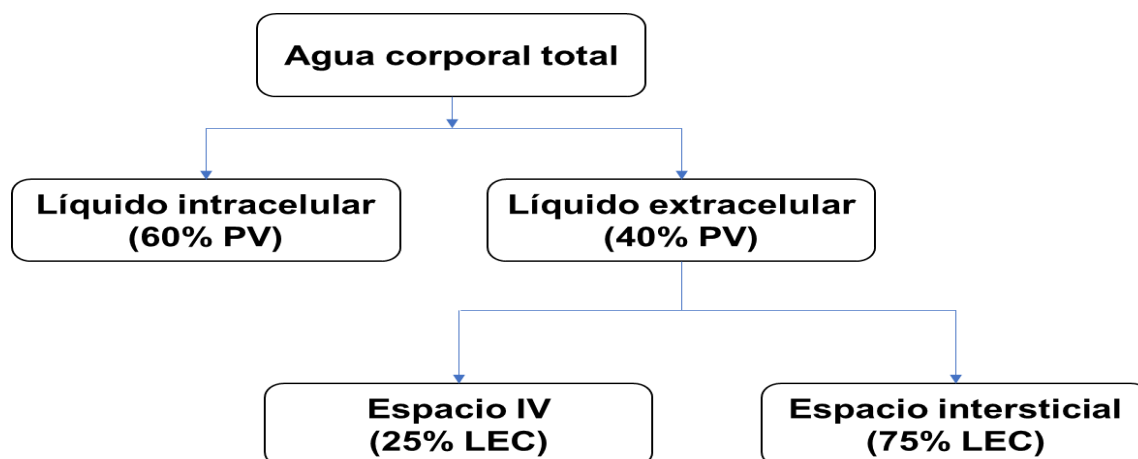 Agua corporal total
Líquido intracelular
(60% PV)
Líquido extracelular
(40% PV)
Espacio IV
(25% LEC)
Espacio intersticial
(75% LEC)